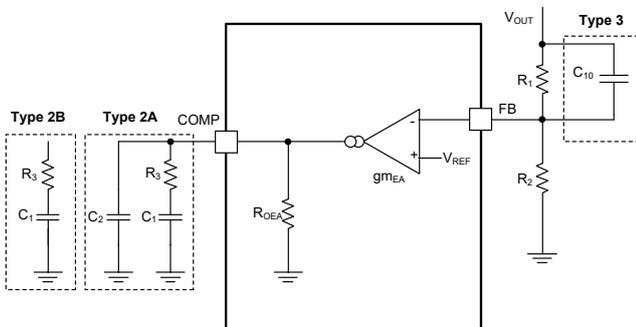 VOUT
Type 3
R1
C10
Type 2B
Type 2A
COMP
FB
R3
R3
-
+
VREF
gmEA
R2
C1
C2
C1
ROEA